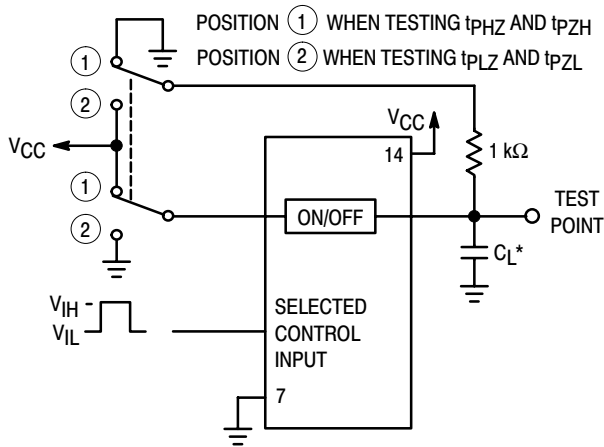 POSITION 1 WHEN TESTING tPHZ AND tPZH
POSITION 2 WHEN TESTING tPLZ AND tPZL
1
2
VCC
1
2
VCC
14
1 kΩ
ON/OFF
TEST
POINT
CL*
VIH
VIL
SELECTED
CONTROL
INPUT
7